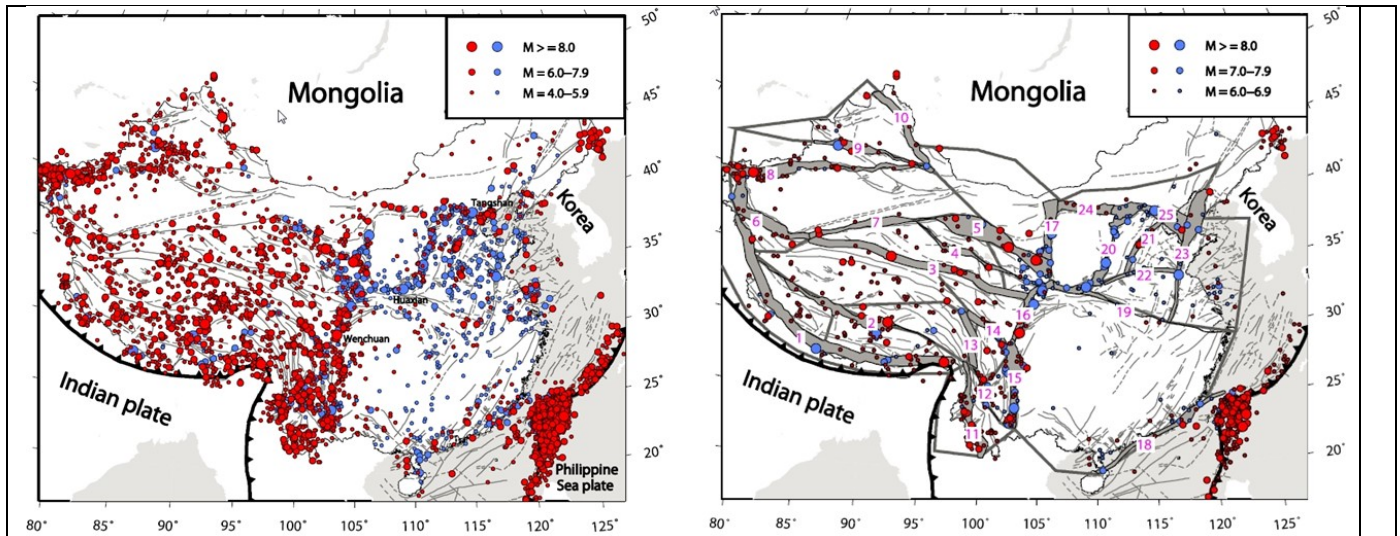 M > = 8.0
M = 6.0–7.9
M = 4.0–5.9
50°
45°
40°
35°
30°
25°
20°
Mongolia
Tangshan
Korea
Huaxian
Wenchuan
Indian plate
Philippine
Sea plate
80° 85° 90° 95° 100° 105° 110° 115° 120° 125°
M > = 8.0
M = 7.0–7.9
M = 6.0–6.9
50°
45°
40°
35°
30°
25°
20°
Mongolia
Korea
Indian plate
10
9
8
6
7
5
17
24
25
4
20
21
23
3
22
16
19
2
14
13
1
15
12
11
18
80° 85° 90° 95° 100° 105° 110° 115° 120° 125°